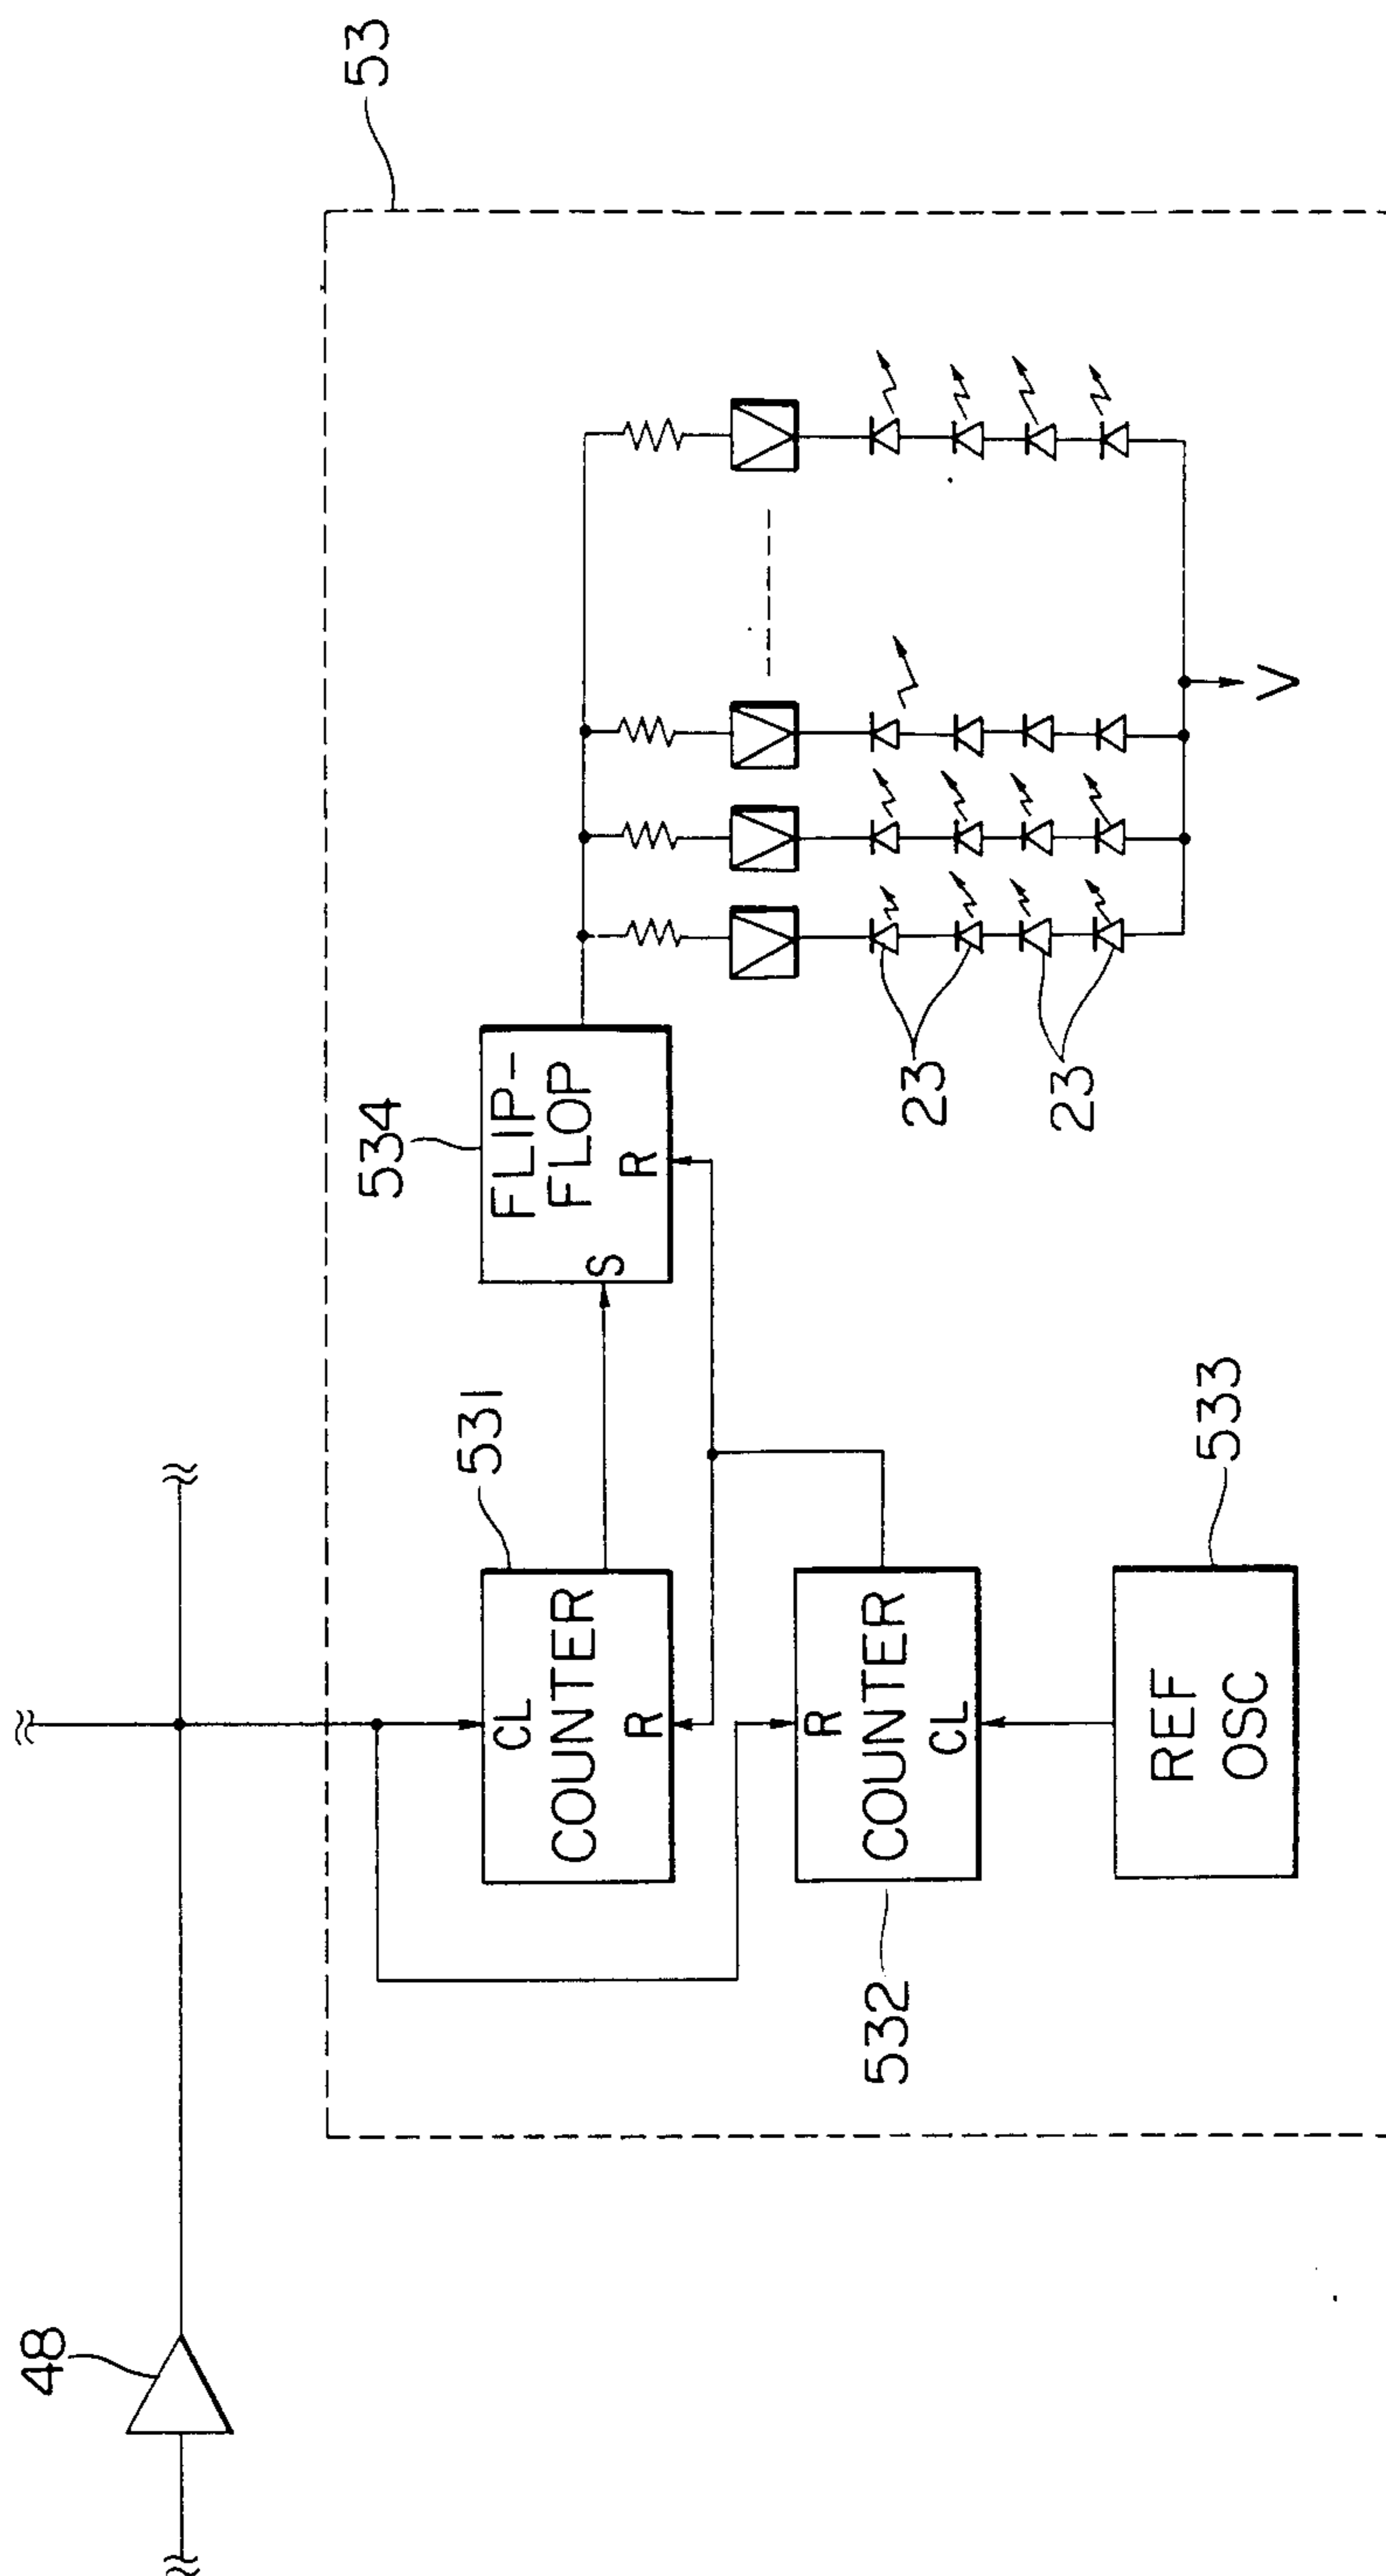 53
48
534
FLIP-
FLOP
S
R
531
CL
COUNTER
R
23
23
532
R
COUNTER
CL
533
REF
OSC
V